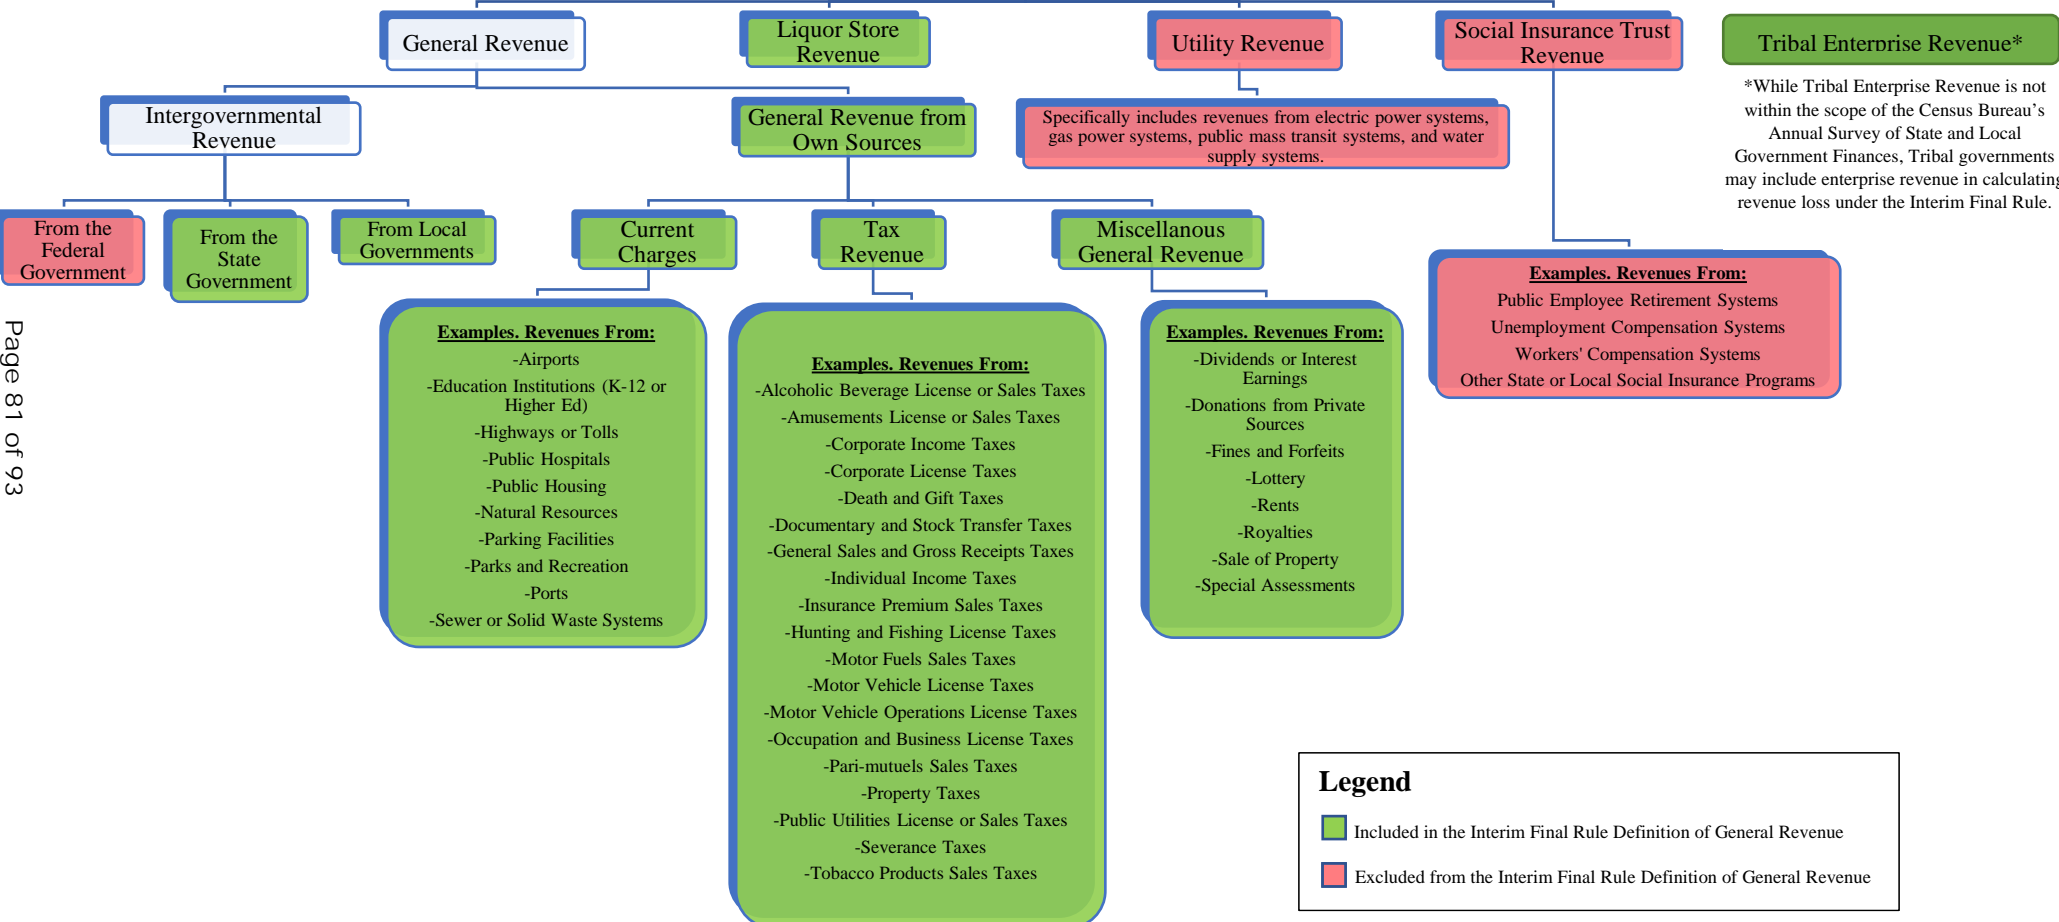 General Revenue
Liquor Store
Revenue
Utility Revenue
Social Insurance Trust
Revenue
Tribal Enterprise Revenue*
*While Tribal Enterprise Revenue is not
within the scope of the Census Bureau’s
Annual Survey of State and Local
Government Finances, Tribal governments
may include enterprise revenue in calculating
revenue loss under the Interim Final Rule.
Intergovernmental
Revenue
General Revenue from
Own Sources
Specifically includes revenues from electric power systems,
gas power systems, public mass transit systems, and water
supply systems.
From the
Federal
Government
From the
State
Government
From Local
Governments
Current
Charges
Tax
Revenue
Miscellanous
General Revenue
Examples. Revenues From:
-Airports
-Education Institutions (K-12 or
Higher Ed)
-Highways or Tolls
-Public Hospitals
-Public Housing
-Natural Resources
-Parking Facilities
-Parks and Recreation
-Ports
-Sewer or Solid Waste Systems
Examples. Revenues From:
-Alcoholic Beverage License or Sales Taxes
-Amusements License or Sales Taxes
-Corporate Income Taxes
-Corporate License Taxes
-Death and Gift Taxes
-Documentary and Stock Transfer Taxes
-General Sales and Gross Receipts Taxes
-Individual Income Taxes
-Insurance Premium Sales Taxes
-Hunting and Fishing License Taxes
-Motor Fuels Sales Taxes
-Motor Vehicle License Taxes
-Motor Vehicle Operations License Taxes
-Occupation and Business License Taxes
-Pari-mutuels Sales Taxes
-Property Taxes
-Public Utilities License or Sales Taxes
-Severance Taxes
-Tobacco Products Sales Taxes
Examples. Revenues From:
-Dividends or Interest
Earnings
-Donations from Private
Sources
-Fines and Forfeits
-Lottery
-Rents
-Royalties
-Sale of Property
-Special Assessments
Examples. Revenues From:
Public Employee Retirement Systems
Unemployment Compensation Systems
Workers' Compensation Systems
Other State or Local Social Insurance Programs
Legend
Included in the Interim Final Rule Definition of General Revenue
Excluded from the Interim Final Rule Definition of General Revenue
Page 81 of 93